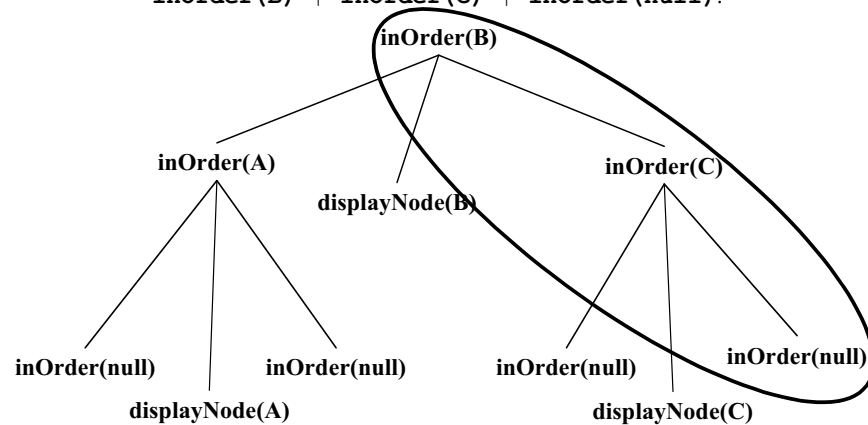 inOrder(B) | inOrder(C) | inOrder(null).
inOrder(B)
inOrder(A)
inOrder(C)
displayNode(B)
inOrder(null)
inOrder(null)
inOrder(null)
inOrder(null)
displayNode(A)
displayNode(C)